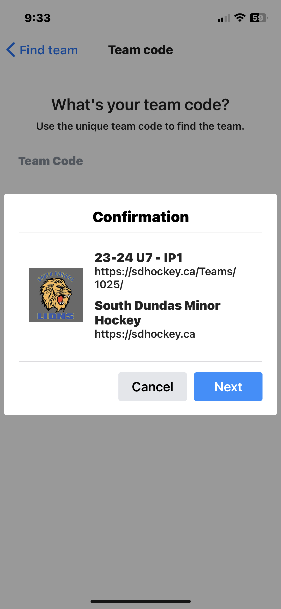 9:33
Find team
Team code
What's your team code?
Use the unique team code to find the team.
Team Code
Confirmation
23-24 U7 - IP1
https://sdhockey.ca/Teams/
1025/
South Dundas Minor
Hockey
https://sdhockey.ca
LIONS
Cancel
Next